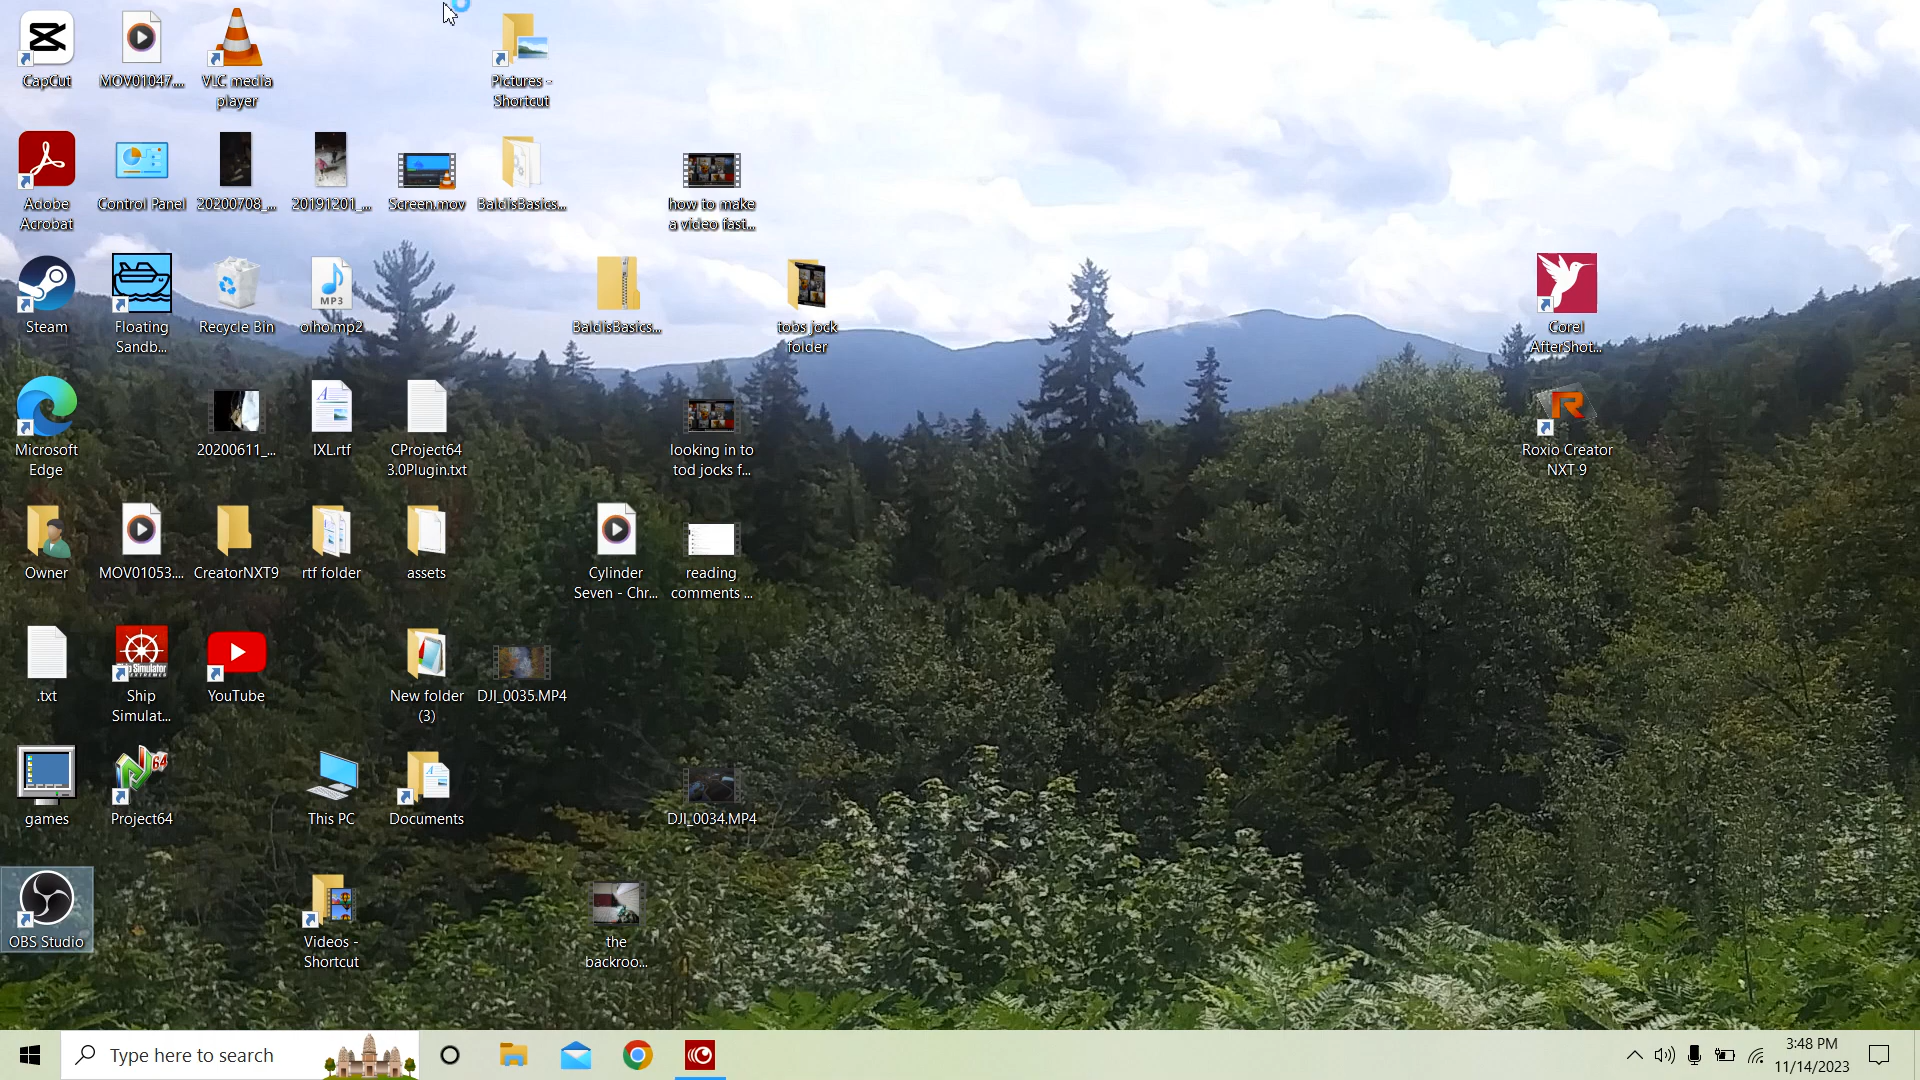 CapCut
MOV01047....
VLC media
player
Pictures -
Shortcut
Adobe
Acrobat
Control Panel
20200708_...
20191201_...
Screen.mov
BaldisBasics...
how to make
a video fast...
Steam
Floating
Sandb...
Recycle Bin
MP3
olho.mp2
BaldisBasics...
tobs jock
folder
Corel
AfterShot...
Microsoft
Edge
20200611_...
IXL.rtf
CProject64
3.0Plugin.txt
looking in to
tod jocks f...
R
Roxio Creator
NXT 9
Owner
MOV01053....
CreatorNXT9
rtf folder
assets
Cylinder
Seven - Chr...
reading
comments ...
.txt
Ship
Simulat...
YouTube
New folder
(3)
DJI_0035.MP4
games
64
Project64
This PC
Documents
DJI_0034.MP4
OBS Studio
Videos -
Shortcut
the
backroo...
Type here to search
3:48 PM
11/14/2023